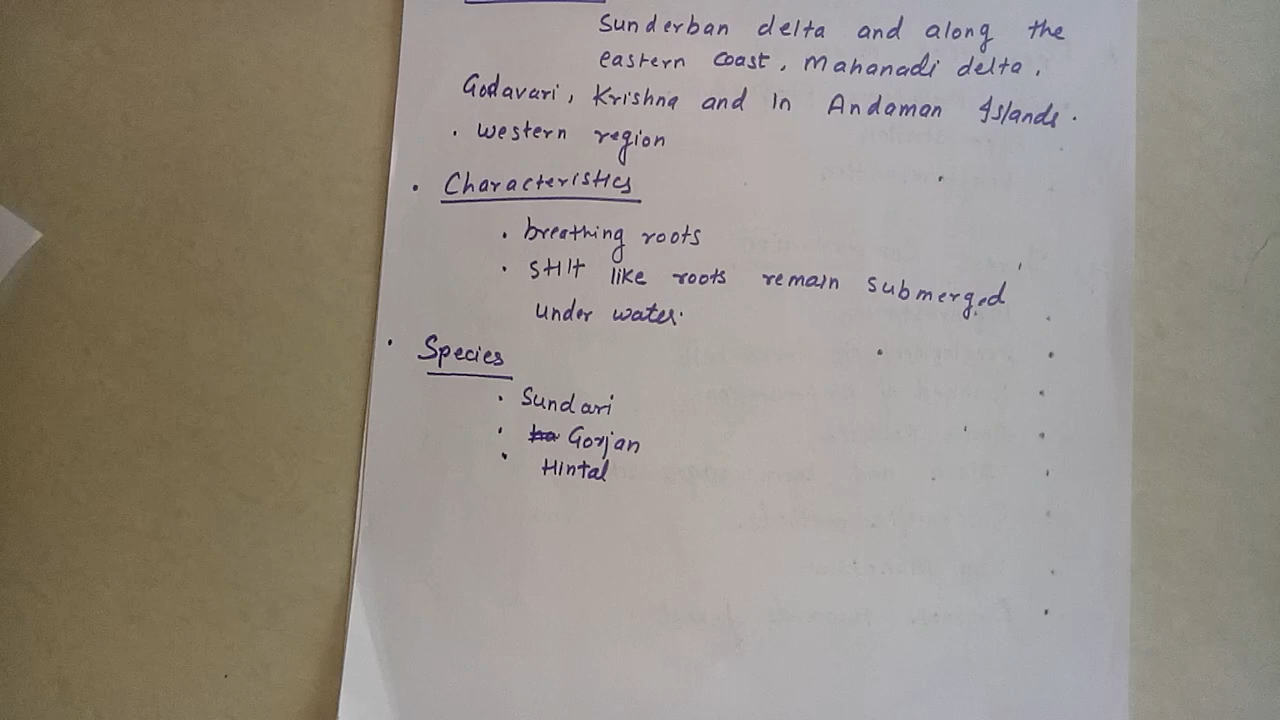 Sunderban delta and along the
eastern coast, Mahanadi delta,
Godavari, Krishna and In Andaman Islands.
. western region
. Characteristics
. breathing roots
. stilt like roots remain submerged
under water.
. Species
. Sundari
. Gorjan
. Hintal